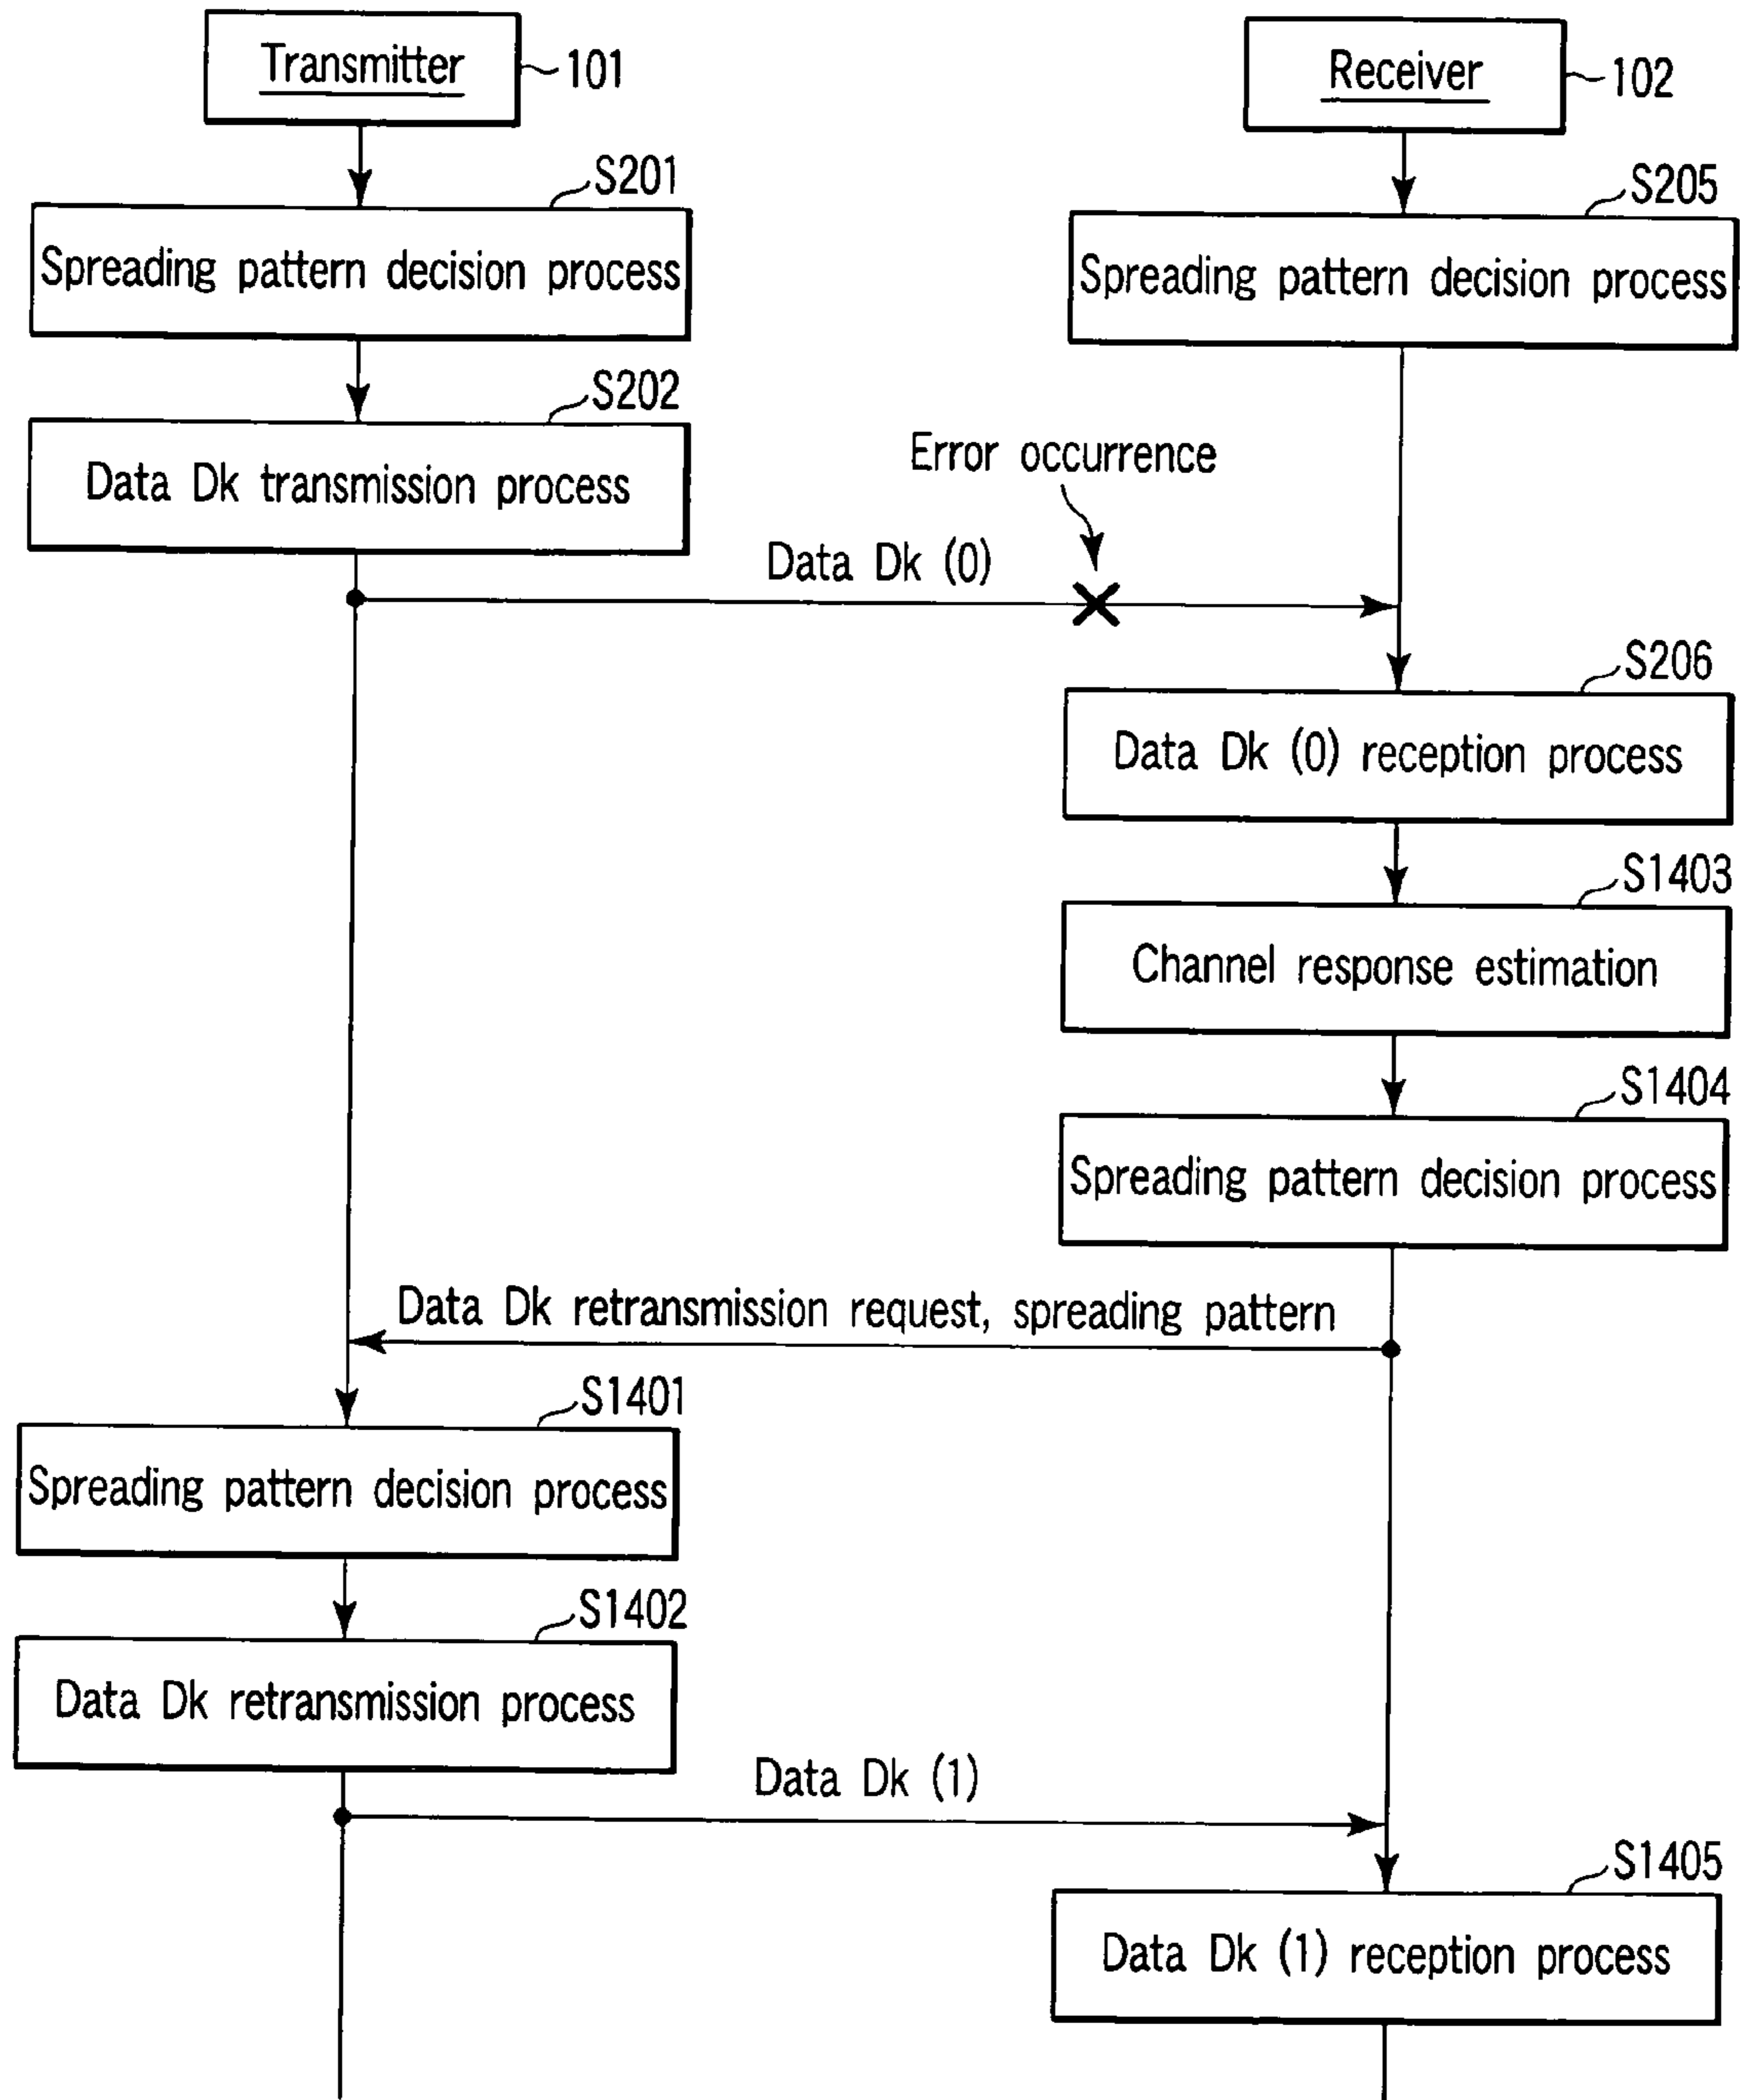 Transmitter
101
Receiver
102
S201
Spreading pattern decision process
S205
Spreading pattern decision process
S202
Data Dk transmission process
Error occurrence
Data Dk (0)
S206
Data Dk (0) reception process
S1403
Channel response estimation
S1404
Spreading pattern decision process
Data Dk retransmission request, spreading pattern
S1401
Spreading pattern decision process
S1402
Data Dk retransmission process
Data Dk (1)
S1405
Data Dk (1) reception process